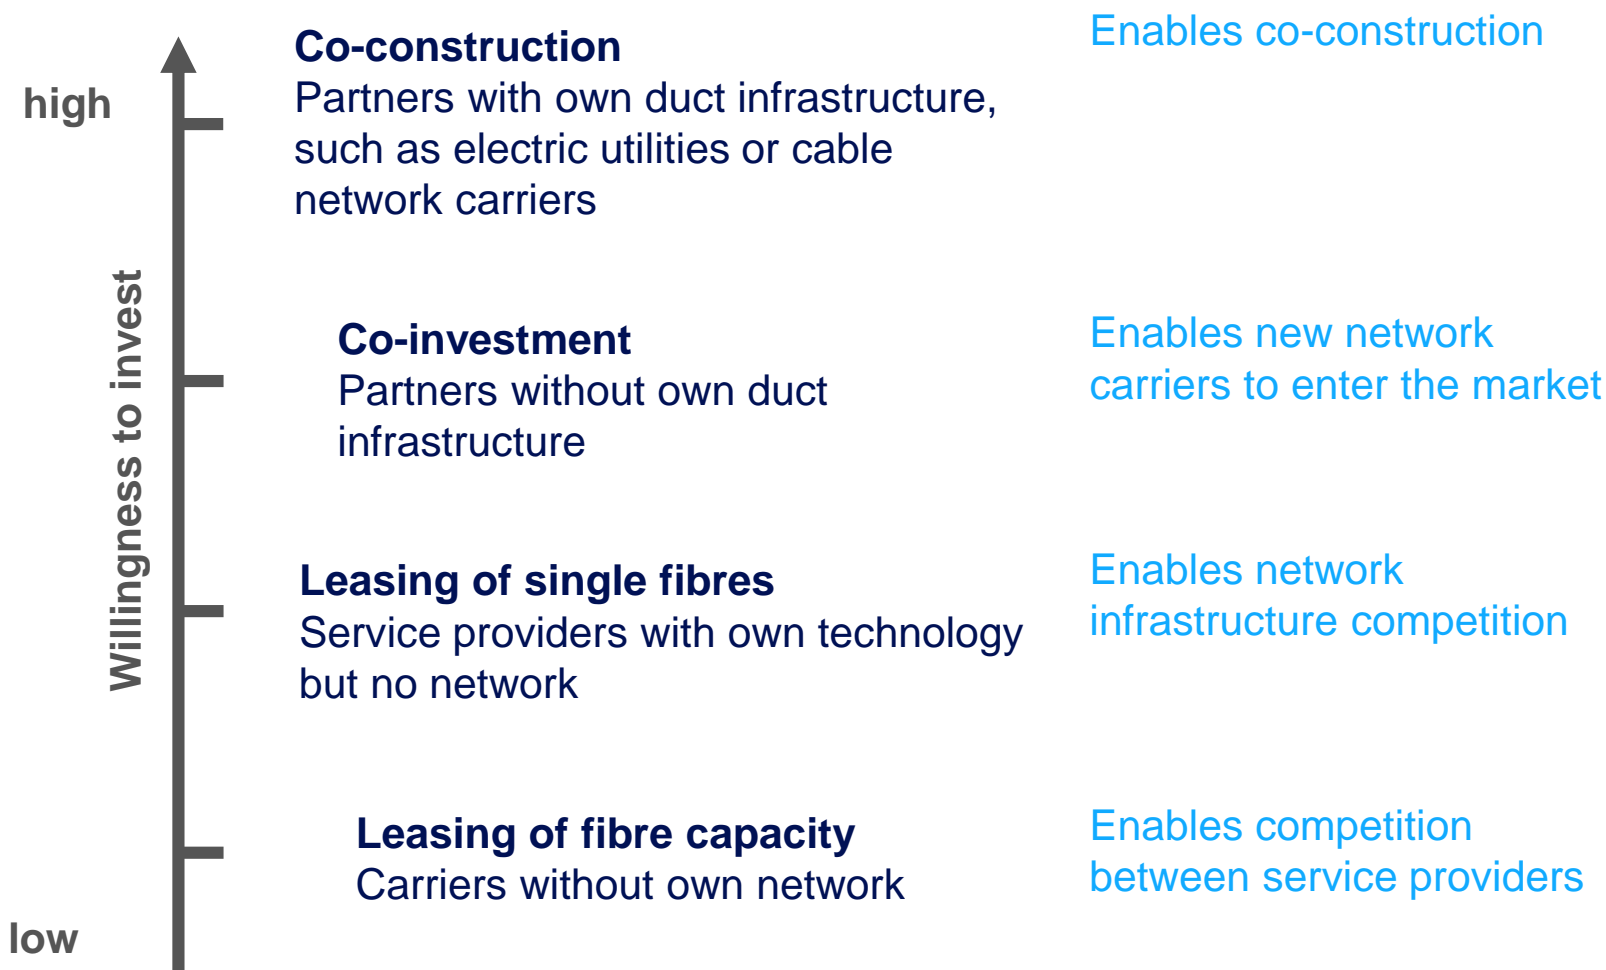 high
Willingness to invest
low
Co-construction
Partners with own duct infrastructure,
such as electric utilities or cable
network carriers
Enables co-construction
Co-investment
Partners without own duct
infrastructure
Enables new network
carriers to enter the market
Leasing of single fibres
Service providers with own technology
but no network
Enables network
infrastructure competition
Leasing of fibre capacity
Carriers without own network
Enables competition
between service providers